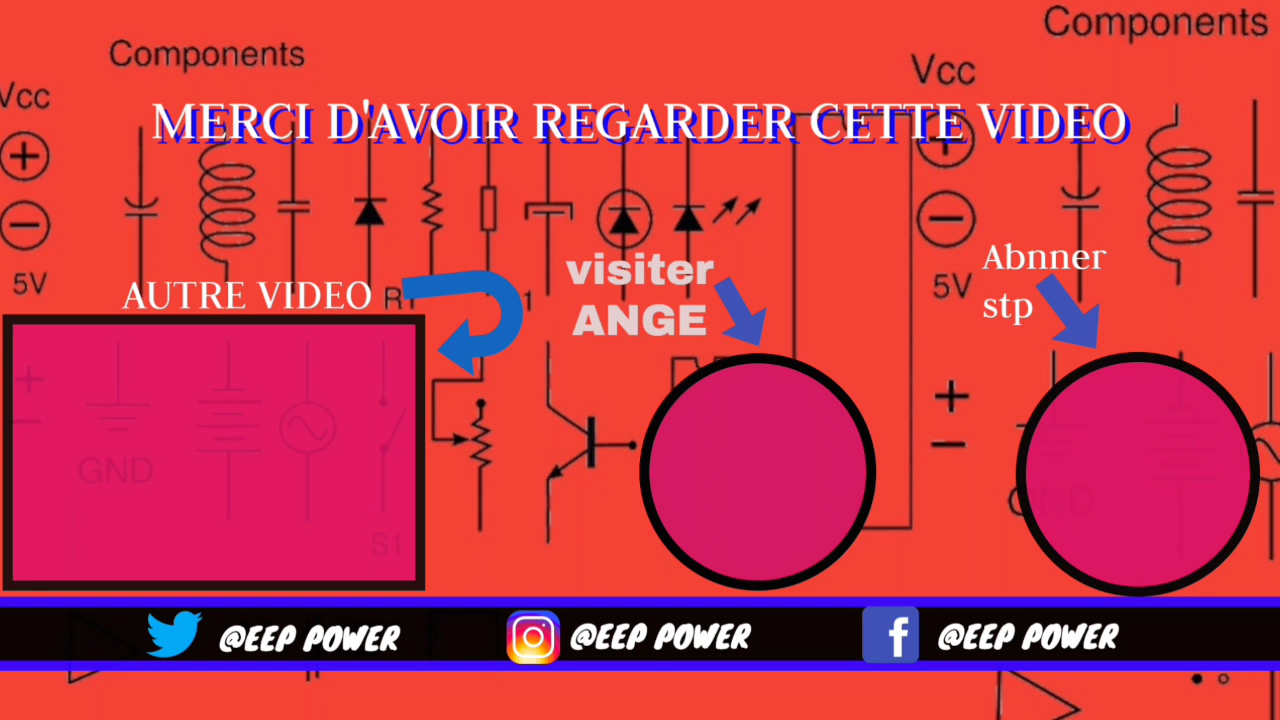 Components
Components
Vcc
Vcc
MERCI D'AVOIR REGARDER CETTE VIDEO
5V
AUTRE VIDEO
visiter
ANGE
5V
Abnner
stp
GND
S1
@EEP POWER
@EEP POWER
@EEP POWER